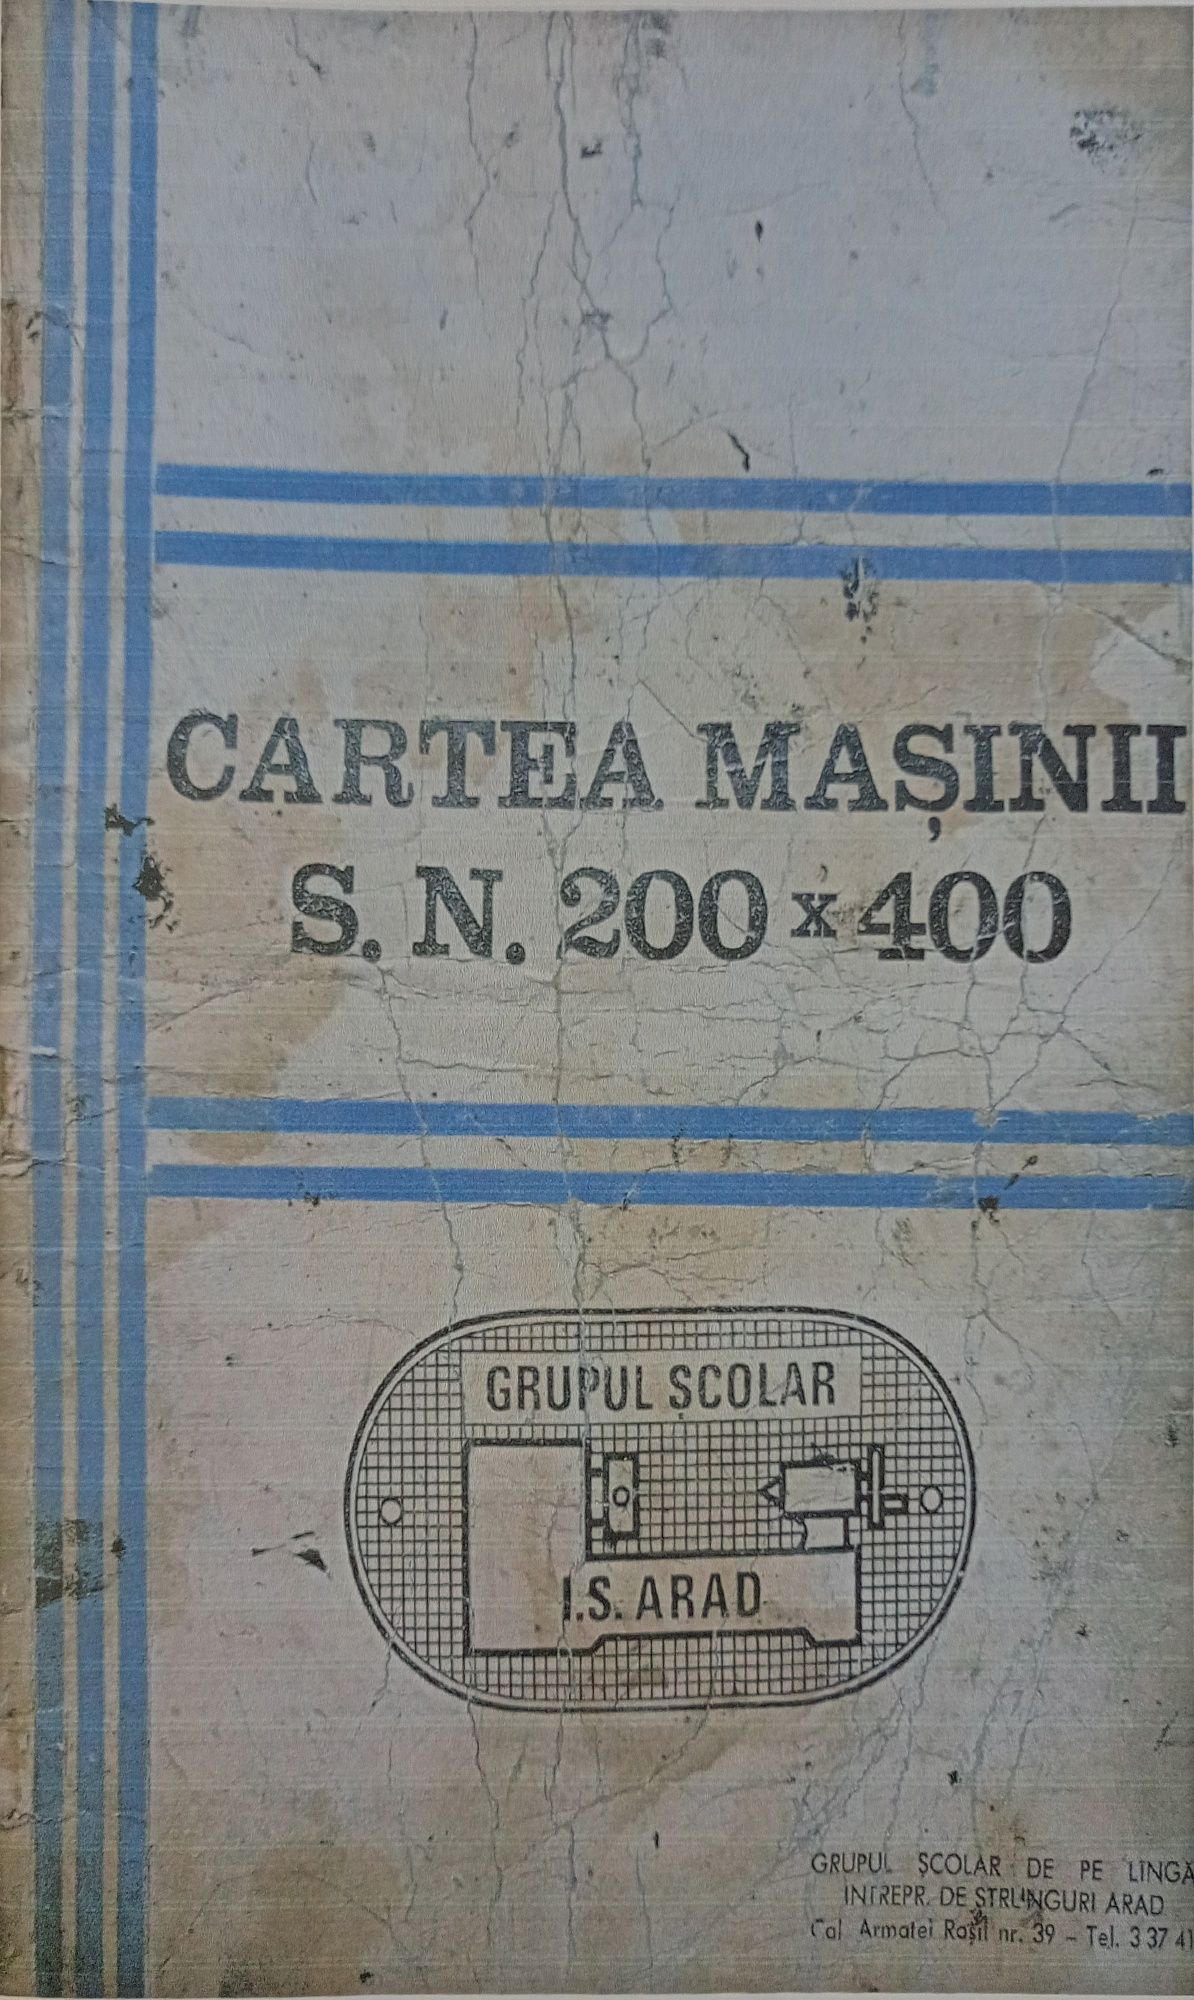 CARTEA MAȘINII
S. N. 200 x 400
GRUPUL ȘCOLAR
I.S. ARAD
GRUPUL ȘCOLAR DE PE LINGĂ
INTREPR. DE STRUNGURI ARAD
Cal Armatei Roșii nr. 39 – Tel. 3 37 41